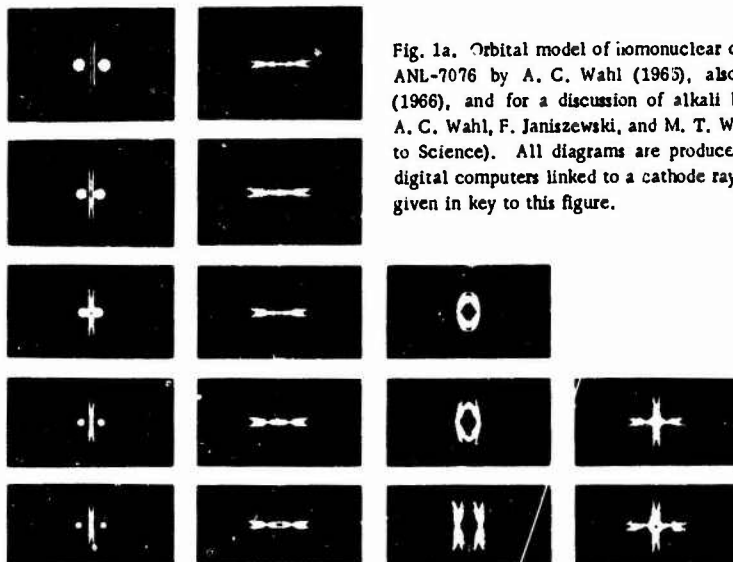 Fig. 1a. Orbital model of homonuclear d
ANL-7076 by A. C. Wahl (1965), also
(1966), and for a discussion of alkali l
A. C. Wahl, F. Janiszewski, and M. T. W
to Science). All diagrams are produce
digital computers linked to a cathode ray
given in key to this figure.